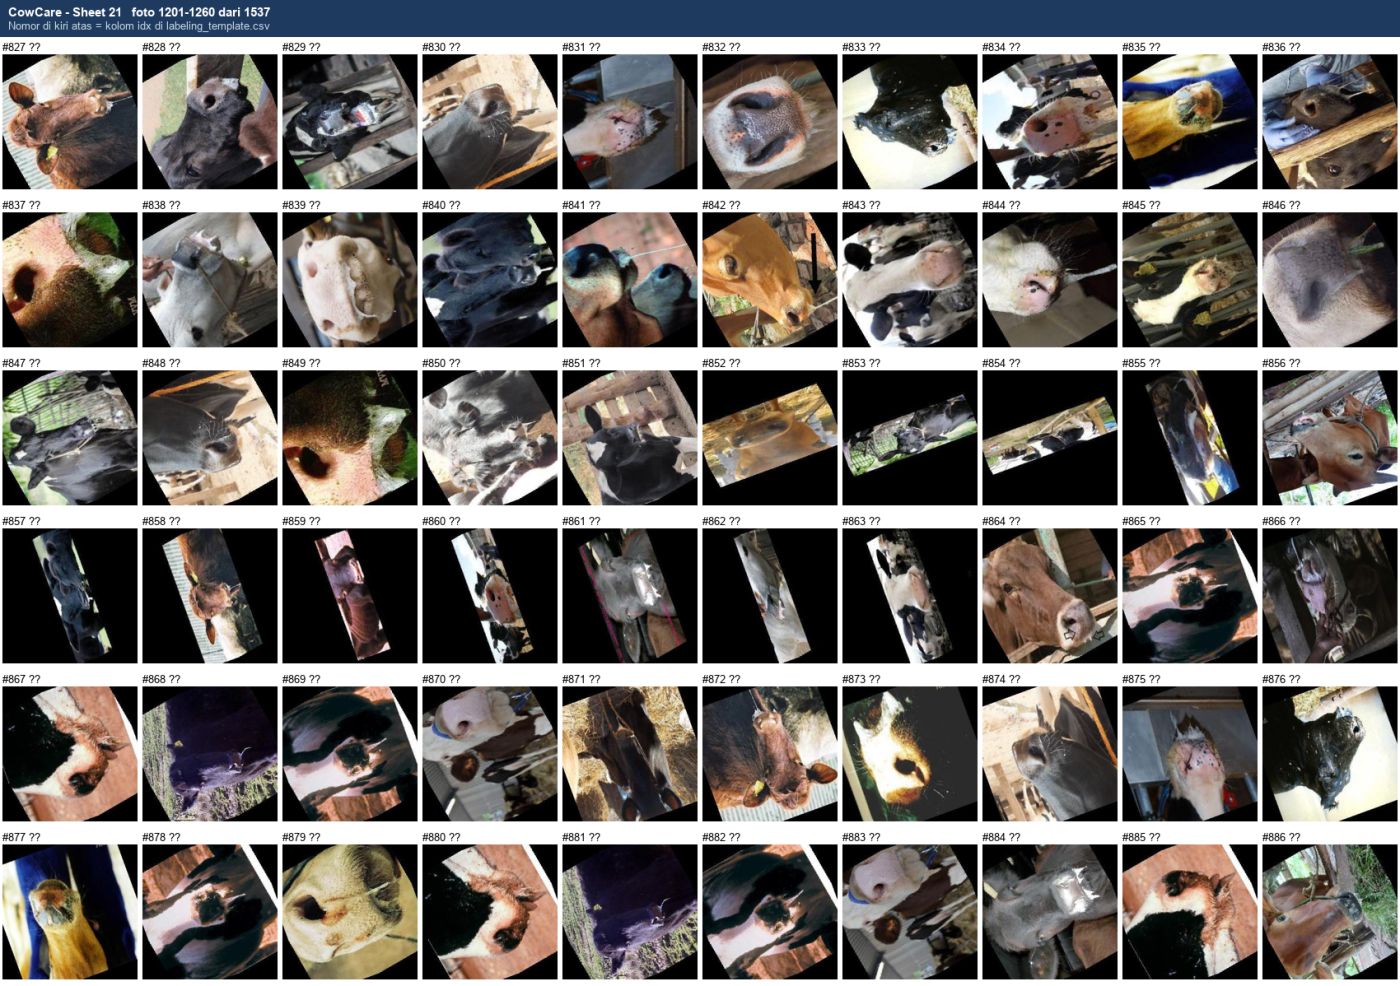 CowCare - Sheet 21 foto 1201-1260 dari 1537
Nomor di kiri atas = kolom idx di labeling_template.csv
#827 ?? #828 ?? #829 ?? #830 ?? #831 ?? #832 ?? #833 ?? #834 ?? #835 ?? #836 ??
#837 ?? #838 ?? #839 ?? #840 ?? #841 ?? #842 ?? #843 ?? #844 ?? #845 ?? #846 ??
#847 ?? #848 ?? #849 ?? #850 ?? #851 ?? #852 ?? #853 ?? #854 ?? #855 ?? #856 ??
#857 ?? #858 ?? #859 ?? #860 ?? #861 ?? #862 ?? #863 ?? #864 ?? #865 ?? #866 ??
#867 ?? #868 ?? #869 ?? #870 ?? #871 ?? #872 ?? #873 ?? #874 ?? #875 ?? #876 ??
#877 ?? #878 ?? #879 ?? #880 ?? #881 ?? #882 ?? #883 ?? #884 ?? #885 ?? #886 ??